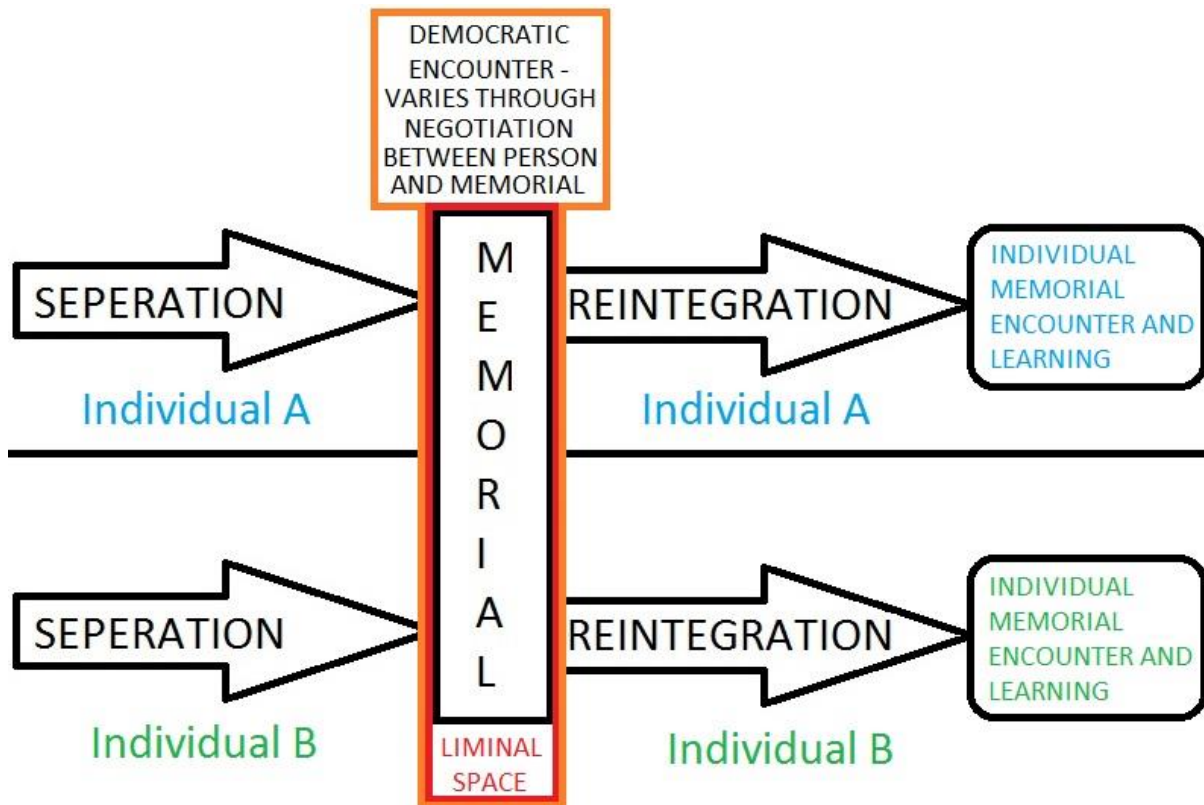 DEMOCRATIC
ENCOUNTER -
VARIES THROUGH
NEGOTIATION
BETWEEN PERSON
AND MEMORIAL
SEPERATION
Individual A
MEMORIAL
REINTEGRATION
Individual A
INDIVIDUAL
MEMORIAL
ENCOUNTER AND
LEARNING
SEPERATION
Individual B
LIMINAL
SPACE
REINTEGRATION
Individual B
INDIVIDUAL
MEMORIAL
ENCOUNTER AND
LEARNING